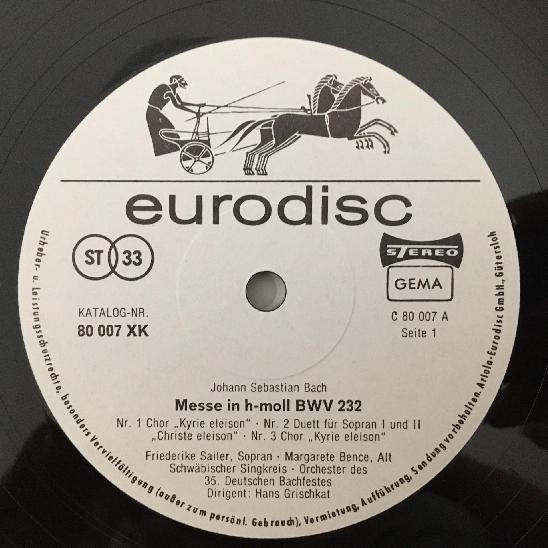 eurodisc
ST 33
STEREO
GEMA
KATALOG-NR.
80 007 XK
C 80 007 A
Seite 1
Johann Sebastian Bach
Messe in h-moll BWV 232
Nr. 1 Chor „Kyrie eleison“ · Nr. 2 Duett für Sopran I und II
„Christe eleison“ · Nr. 3 Chor „Kyrie eleison“
Friederike Sailer, Sopran · Margarete Bence, Alt
Schwäbischer Singkreis · Orchester des
35. Deutschen Bachfestes
Dirigent: Hans Grischkat
Urheber- u. Leistungsschutzrechte, besonders Vervielfältigung (außer zum persönl. Gebrauch), Vermietung, Aufführung, Sendung vorbehalten. Ariola-Eurodisc GmbH., Gütersloh